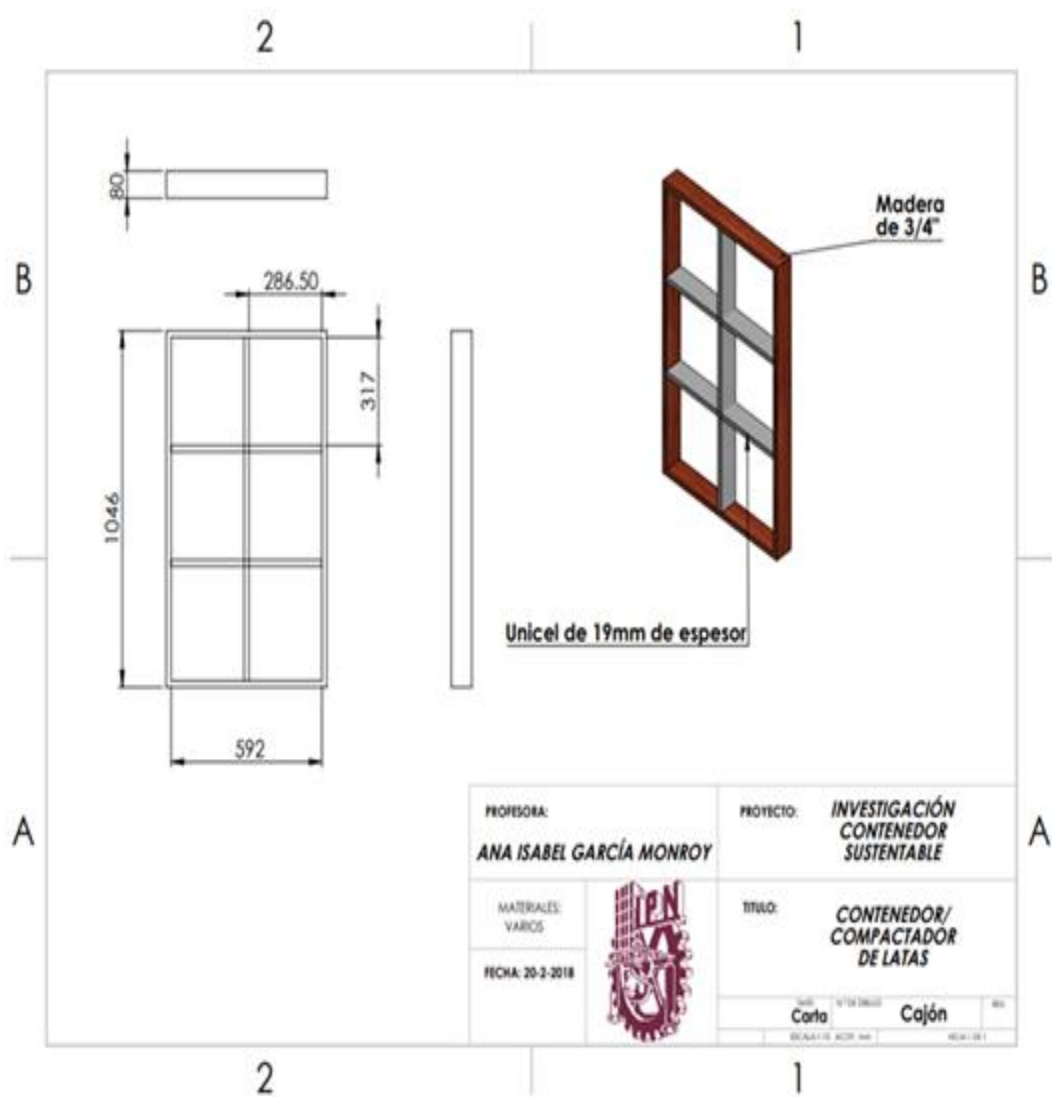 2
1
B
B
80
286.50
317
1046
592
Madera
de 3/4"
Unicel de 19mm de espesor
A
A
PROFESORA:
ANA ISABEL GARCÍA MONROY
PROYECTO:
INVESTIGACIÓN
CONTENEDOR
SUSTENTABLE
MATERIALES:
VARIOS
FECHA: 20-2-2018
IPN
TITULO:
CONTENEDOR/
COMPACTADOR
DE LATAS
Carta
Cajón
2
1